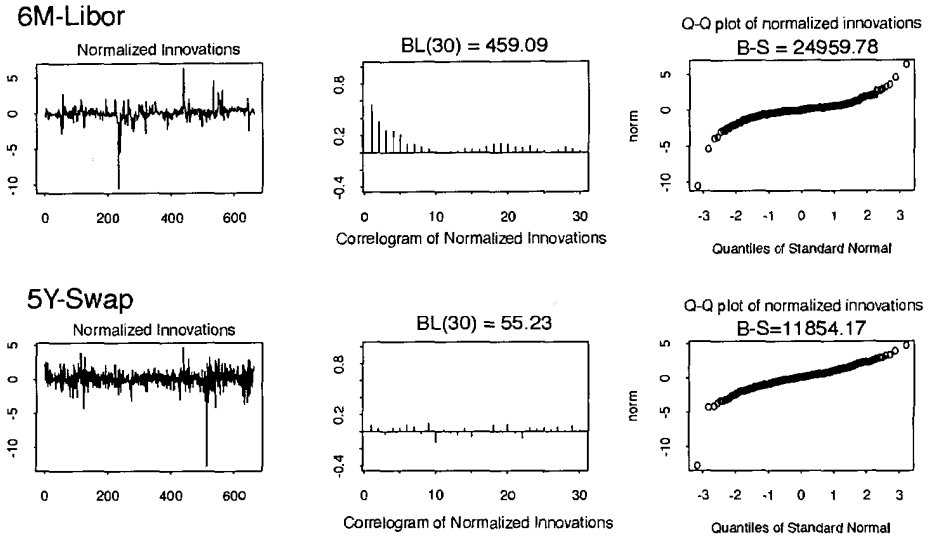 6M-Libor
Normalized Innovations
5
0
-5
-10
0 200 400 600
BL(30) = 459.09
0.8
0.2
-0.4
0 10 20 30
Correlogram of Normalized Innovations
Q-Q plot of normalized innovations
B-S = 24959.78
norm
5
0
-5
-10
-3 -2 -1 0 1 2 3
Quantiles of Standard Normal
5Y-Swap
Normalized Innovations
5
0
-5
-10
0 200 400 600
BL(30) = 55.23
0.8
0.2
-0.4
0 10 20 30
Correlogram of Normalized Innovations
Q-Q plot of normalized innovations
B-S=11854.17
norm
5
0
-5
-10
-3 -2 -1 0 1 2 3
Quantiles of Standard Normal